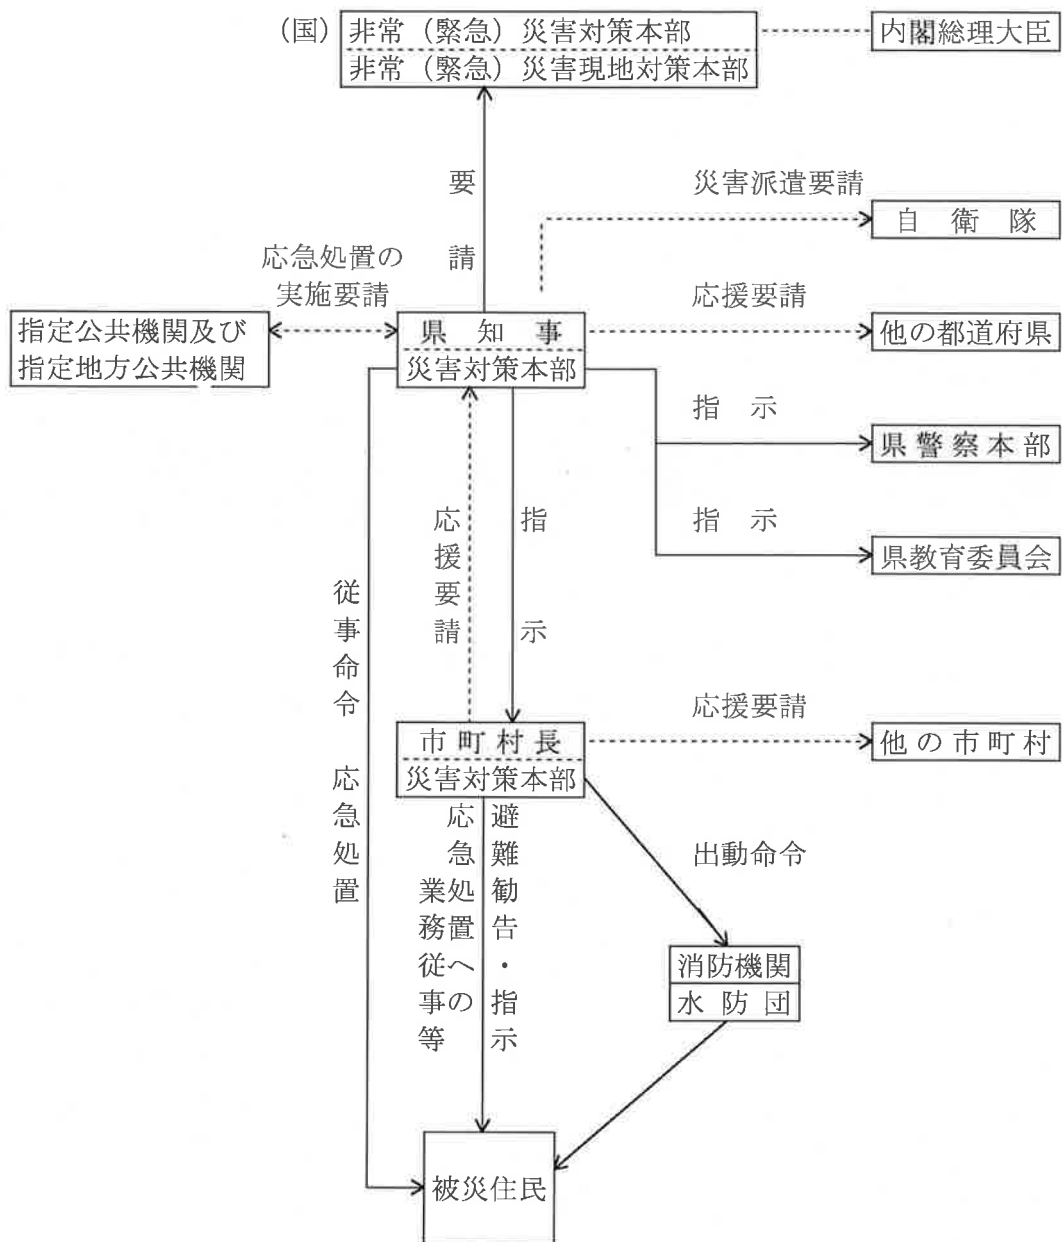 (国)
非常（緊急）災害対策本部
非常（緊急）災害現地対策本部
内閣総理大臣
要請
災害派遣要請
自衛隊
応急処置の
実施要請
応援要請
指定公共機関及び
指定地方公共機関
県知事
災害対策本部
他の都道府県
指示
県警察本部
指示
県教育委員会
応援要請
指示
従事命令　応急処置
市町村長
災害対策本部
応援要請
他の市町村
避難勧告・指示
応急処置への
業務従事等
出動命令
消防機関
水防団
被災住民